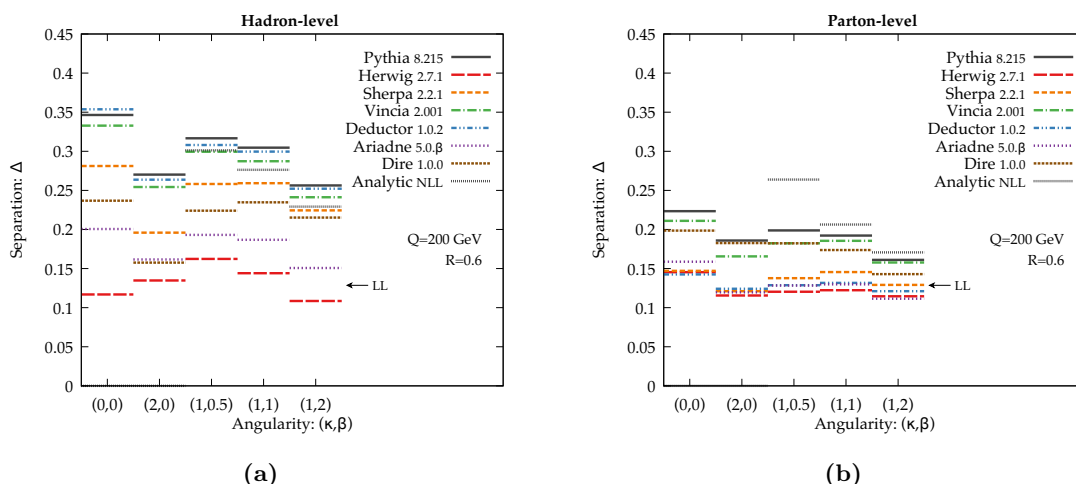 Hadron-level
0.45
0.4
0.35
0.3
0.25
0.2
0.15
0.1
0.05
0
Separation: Δ
Pythia 8.215
Herwig 2.7.1
Sherpa 2.2.1
Vincia 2.001
Deductor 1.0.2
Ariadne 5.0.β
Dire 1.0.0
Analytic NLL
Q=200 GeV
R=0.6
LL
(0,0) (2,0) (1,0.5) (1,1) (1,2)
Angularity: (κ,β)
(a)
Parton-level
0.45
0.4
0.35
0.3
0.25
0.2
0.15
0.1
0.05
0
Separation: Δ
Pythia 8.215
Herwig 2.7.1
Sherpa 2.2.1
Vincia 2.001
Deductor 1.0.2
Ariadne 5.0.β
Dire 1.0.0
Analytic NLL
Q=200 GeV
R=0.6
LL
(0,0) (2,0) (1,0.5) (1,1) (1,2)
Angularity: (κ,β)
(b)